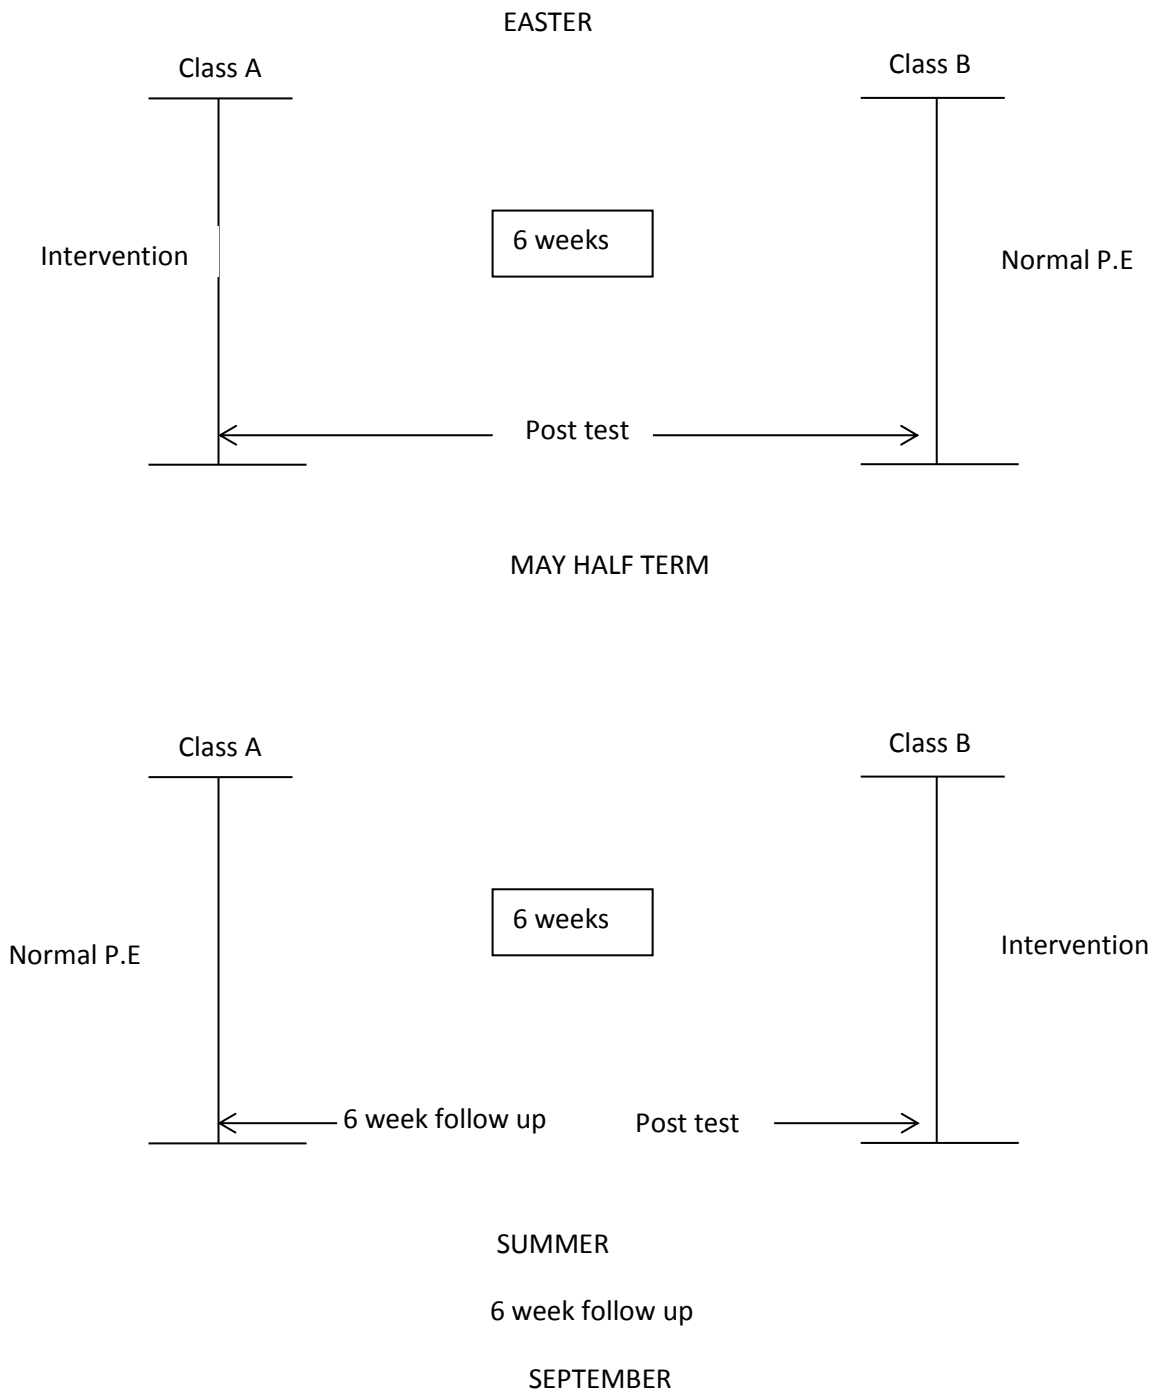 EASTER
Class A
Class B
6 weeks
Intervention
Normal P.E
Post test
MAY HALF TERM
Class A
Class B
6 weeks
Normal P.E
Intervention
6 week follow up
Post test
SUMMER
6 week follow up
SEPTEMBER